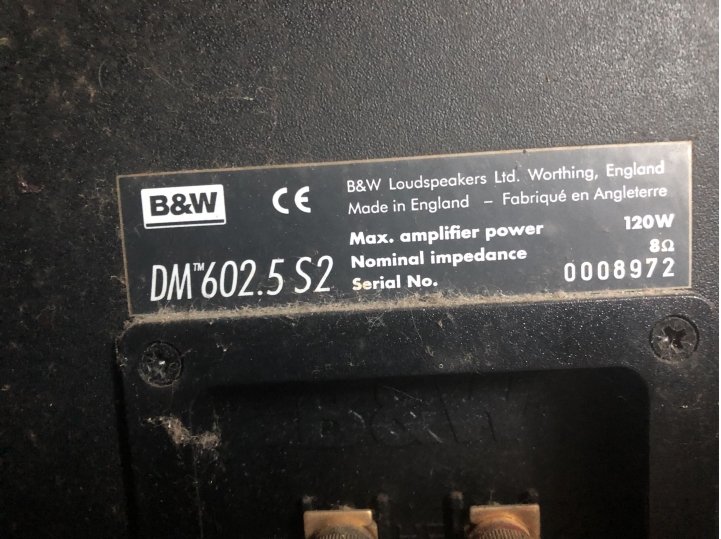 B&W
CE
B&W Loudspeakers Ltd. Worthing, England
Made in England – Fabriqué en Angleterre
DM™602.5 S2
Max. amplifier power 120W
Nominal impedance 8Ω
Serial No. 0008972
B&W